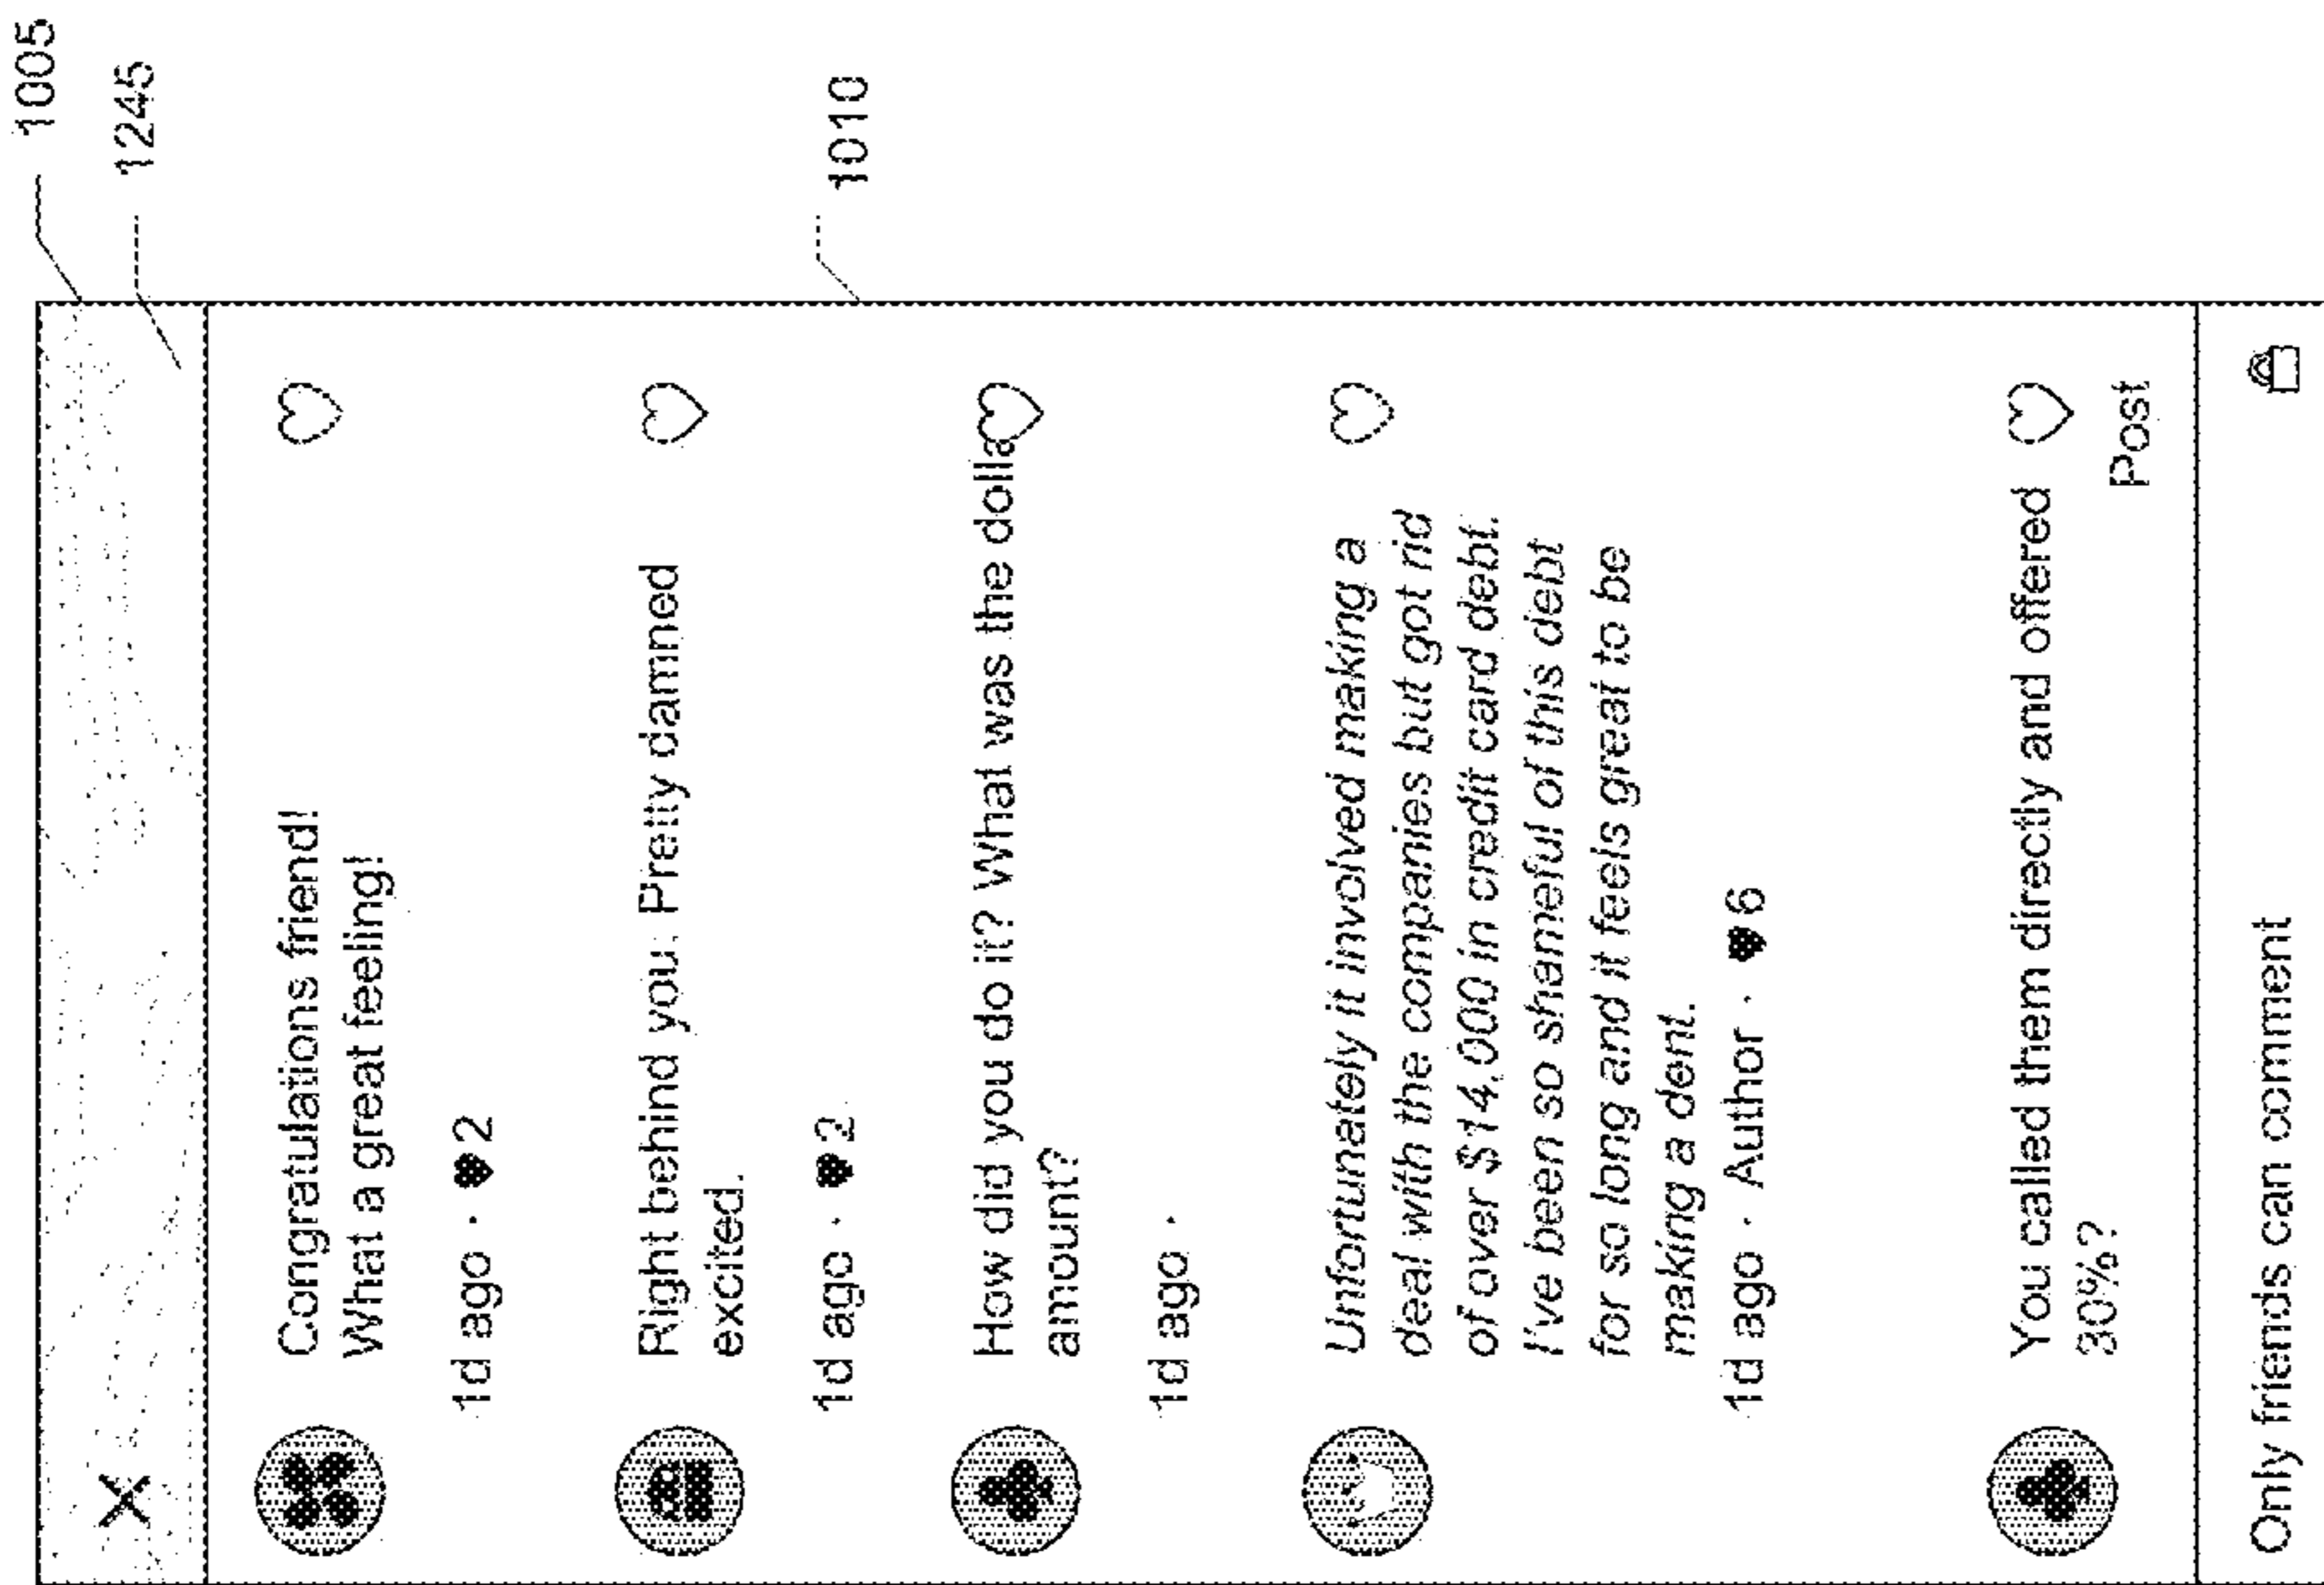 1005
1245
X
Congratulations friend!
What a great feeling!
1d ago · ♥ 2
Right behind you. Pretty damned
excited.
1d ago · ♥ 2
1010
How did you do it? What was the dolla
amount?
1d ago ·
Unfortunately it involved making a
deal with the companies but got rid
of over $14,000 in credit card debt.
I've been so shameful of this debt
for so long and it feels great to be
making a dent.
1d ago · Author · ♥ 6
You called them directly and offered
30%?
Post
Only friends can comment